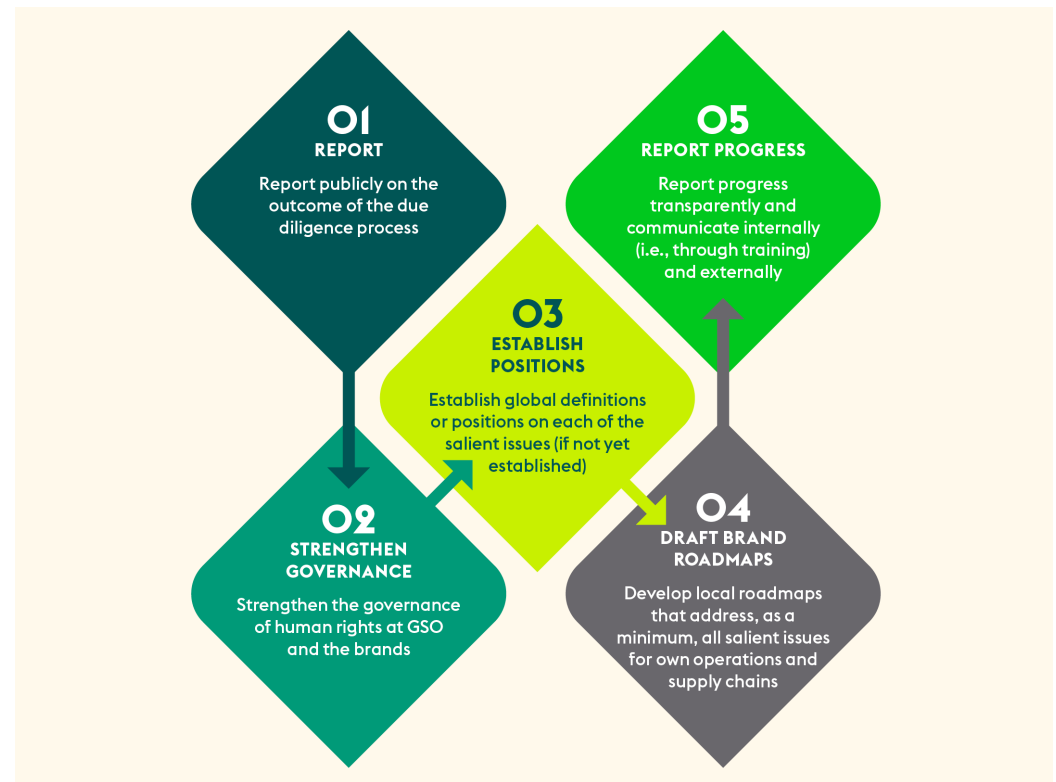 01
REPORT
Report publicly on the
outcome of the due
diligence process
02
STRENGTHEN
GOVERNANCE
Strengthen the governance
of human rights at GSO
and the brands
03
ESTABLISH
POSITIONS
Establish global definitions
or positions on each of the
salient issues (if not yet
established)
04
DRAFT BRAND
ROADMAPS
Develop local roadmaps
that address, as a
minimum, all salient issues
for own operations and
supply chains
05
REPORT PROGRESS
Report progress
transparently and
communicate internally
(i.e., through training)
and externally